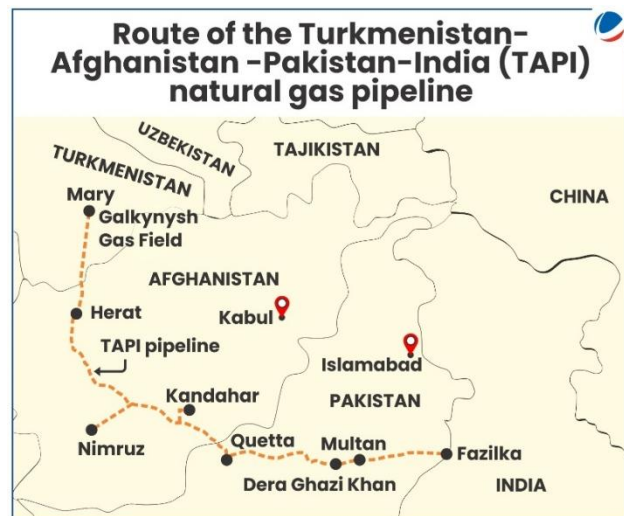 Route of the Turkmenistan-
Afghanistan -Pakistan-India (TAPI)
natural gas pipeline
UZBEKISTAN
TAJIKISTAN
TURKMENISTAN
CHINA
Mary
Galkynysh
Gas Field
AFGHANISTAN
Herat
Kabul
TAPI pipeline
Islamabad
Kandahar
PAKISTAN
Nimruz
Quetta
Multan
Fazilka
Dera Ghazi Khan
INDIA